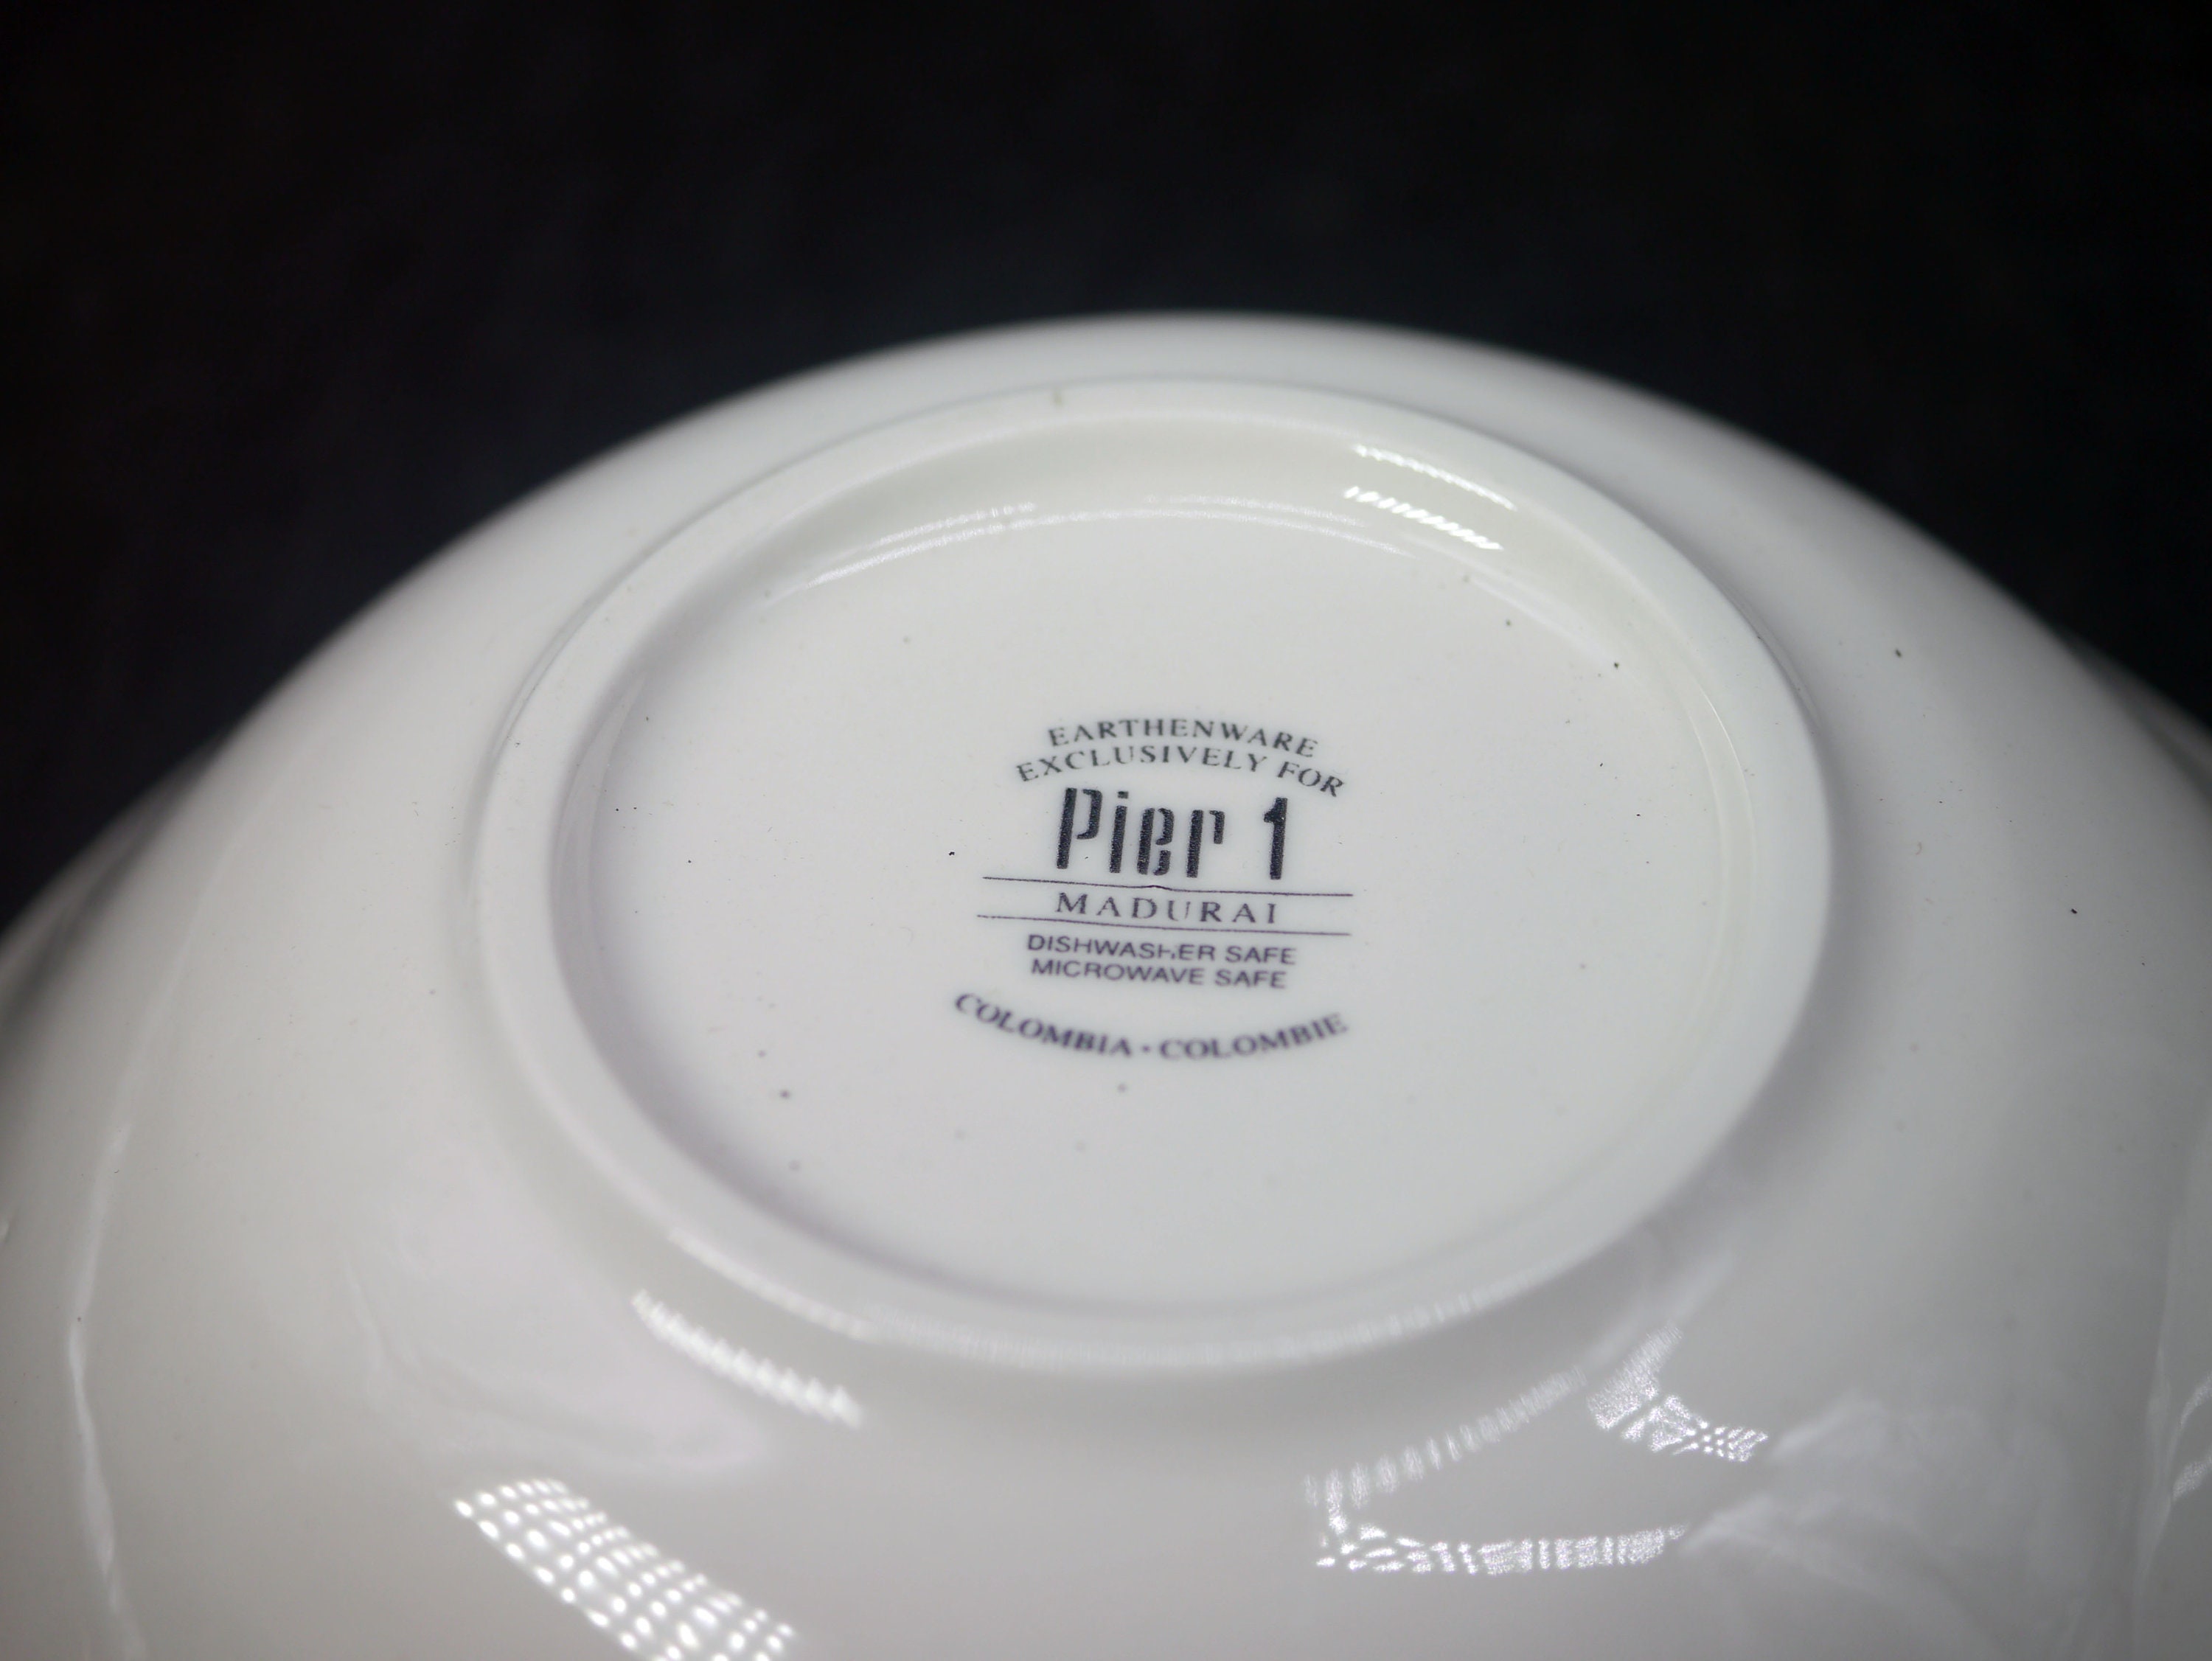 EARTHENWARE
EXCLUSIVELY FOR
Pier 1
MADURAI
DISHWASHER SAFE
MICROWAVE SAFE
COLOMBIA · COLOMBIE